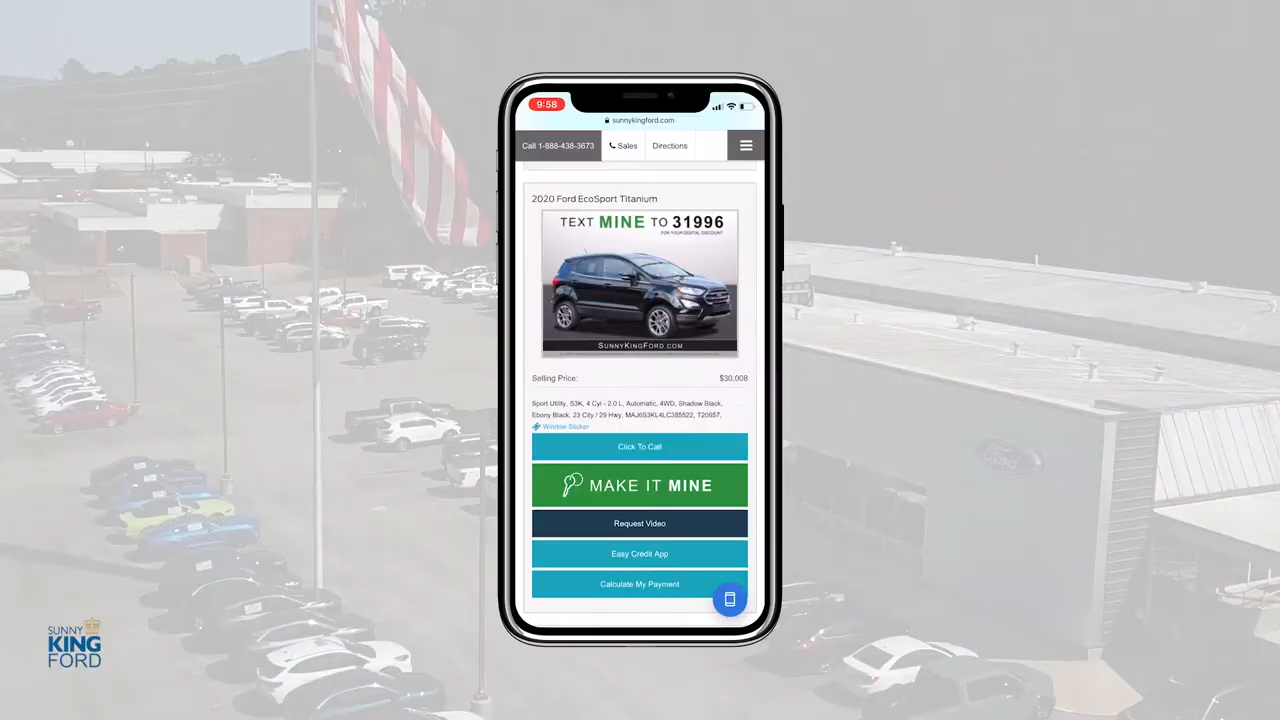 9:58
sunnykingford.com
Call 1-888-438-3673
Sales
Directions
2020 Ford EcoSport Titanium
TEXT MINE TO 31996
FOR YOUR DIGITAL DISCOUNT
SUNNYKINGFORD.COM
Selling Price: $30,008
Sport Utility, S3K, 4 Cyl - 2.0 L, Automatic, 4WD, Shadow Black,
Ebony Black, 23 City / 29 Hwy, MAJ6S3KL4LC385522, T20657,
Window Sticker
Click To Call
MAKE IT MINE
Request Video
Easy Credit App
Calculate My Payment
Ford
SUNNY
KING
FORD